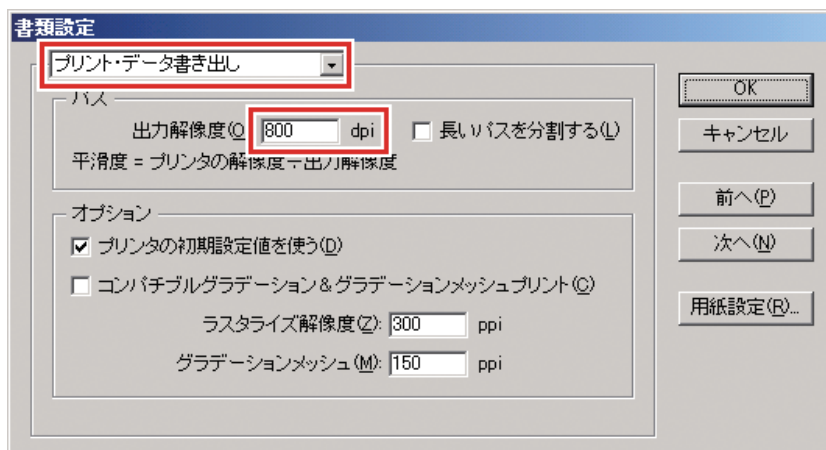 書類設定
プリント・データ書き出し
パス
出力解像度(O 800 dpi
長いパスを分割する(L)
平滑度 = プリンタの解像度÷出力解像度
オプション
プリンタの初期設定値を使う(D)
コンパチブルグラデーション&グラデーションメッシュプリント(C)
ラスタライズ解像度(Z): 300 ppi
グラデーションメッシュ(M): 150 ppi
OK
キャンセル
前へ(P)
次へ(N)
用紙設定(R)...